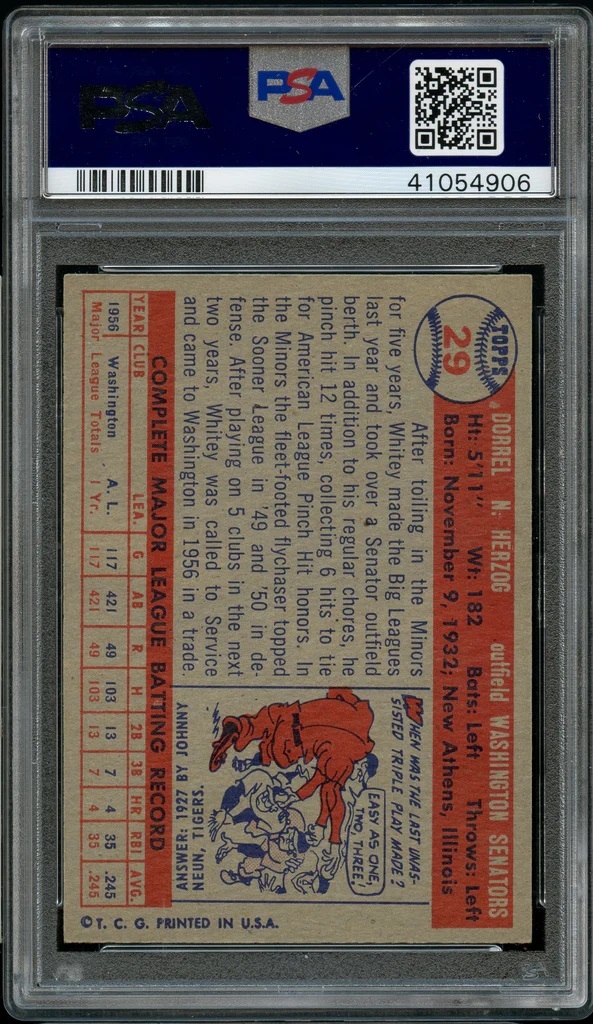 PSA
PSA
41054906
TOPPS
29
DORREL N. HERZOG outfield WASHINGTON SENATORS
Ht: 5'11" Wt: 182 Bats: Left Throws: Left
Born: November 9, 1932; New Athens, Illinois
After toiling in the Minors
for five years, Whitey made the Big Leagues
last year and took over a Senator outfield
berth. In addition to his regular chores, he
pinch hit 12 times, collecting 6 hits to tie
for American League Pinch Hit honors. In
the Minors the fleet-footed flychaser topped
the Sooner League in '49 and '50 in de-
fense. After playing on 5 clubs in the next
two years, Whitey was called to Service
and came to Washington in 1956 in a trade.
WHEN WAS THE LAST UNAS-
SISTED TRIPLE PLAY MADE?
EASY AS ONE,
TWO, THREE!
ANSWER: 1927 BY JOHNNY
NEUN, TIGERS.
COMPLETE MAJOR LEAGUE BATTING RECORD
YEAR CLUB LEA. G AB R H 2B 3B HR RBI AVG.
1956 Washington A. L. 117 421 49 103 13 7 4 35 .245
Major League Totals 1 Yr. 117 421 49 103 13 7 4 35 .245
© T. C. G. PRINTED IN U.S.A.